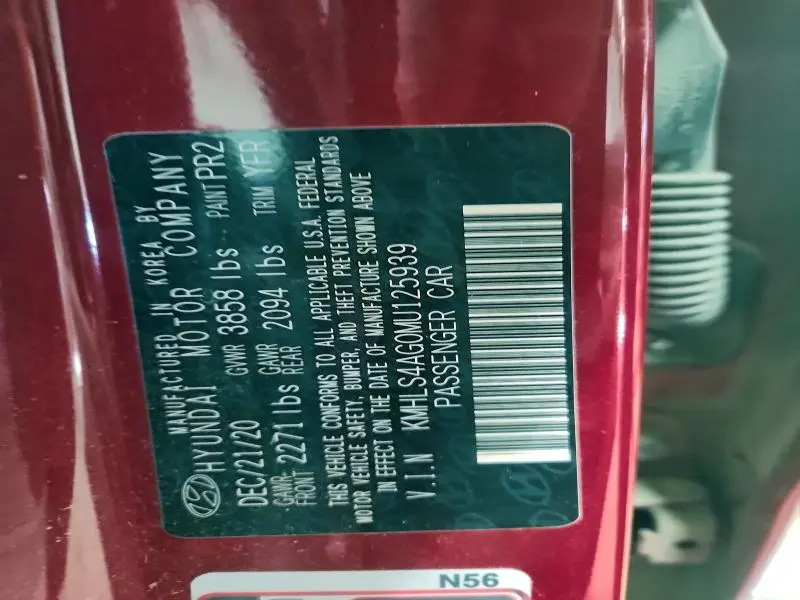 MANUFACTURED IN KOREA BY
HYUNDAI MOTOR COMPANY
DEC/21/20 GVWR 3858 lbs PAINT PR2
GAWR FRONT 2271 lbs GAWR REAR 2094 lbs TRIM YFR
THIS VEHICLE CONFORMS TO ALL APPLICABLE U.S.A. FEDERAL
MOTOR VEHICLE SAFETY, BUMPER, AND THEFT PREVENTION STANDARDS
IN EFFECT ON THE DATE OF MANUFACTURE SHOWN ABOVE
V.I.N KMHLS4AG0MU125939
PASSENGER CAR
N56